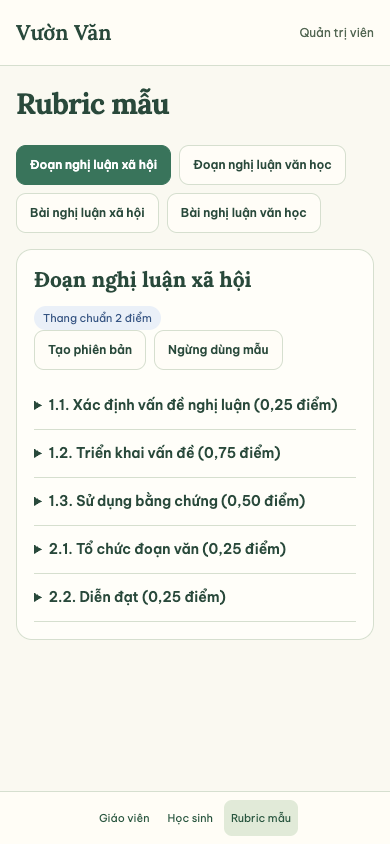 Vườn Văn
Quản trị viên
Rubric mẫu
Đoạn nghị luận xã hội
Đoạn nghị luận văn học
Bài nghị luận xã hội
Bài nghị luận văn học
Đoạn nghị luận xã hội
Thang chuẩn 2 điểm
Tạo phiên bản
Ngừng dùng mẫu
1.1. Xác định vấn đề nghị luận (0,25 điểm)
1.2. Triển khai vấn đề (0,75 điểm)
1.3. Sử dụng bằng chứng (0,50 điểm)
2.1. Tổ chức đoạn văn (0,25 điểm)
2.2. Diễn đạt (0,25 điểm)
Giáo viên
Học sinh
Rubric mẫu